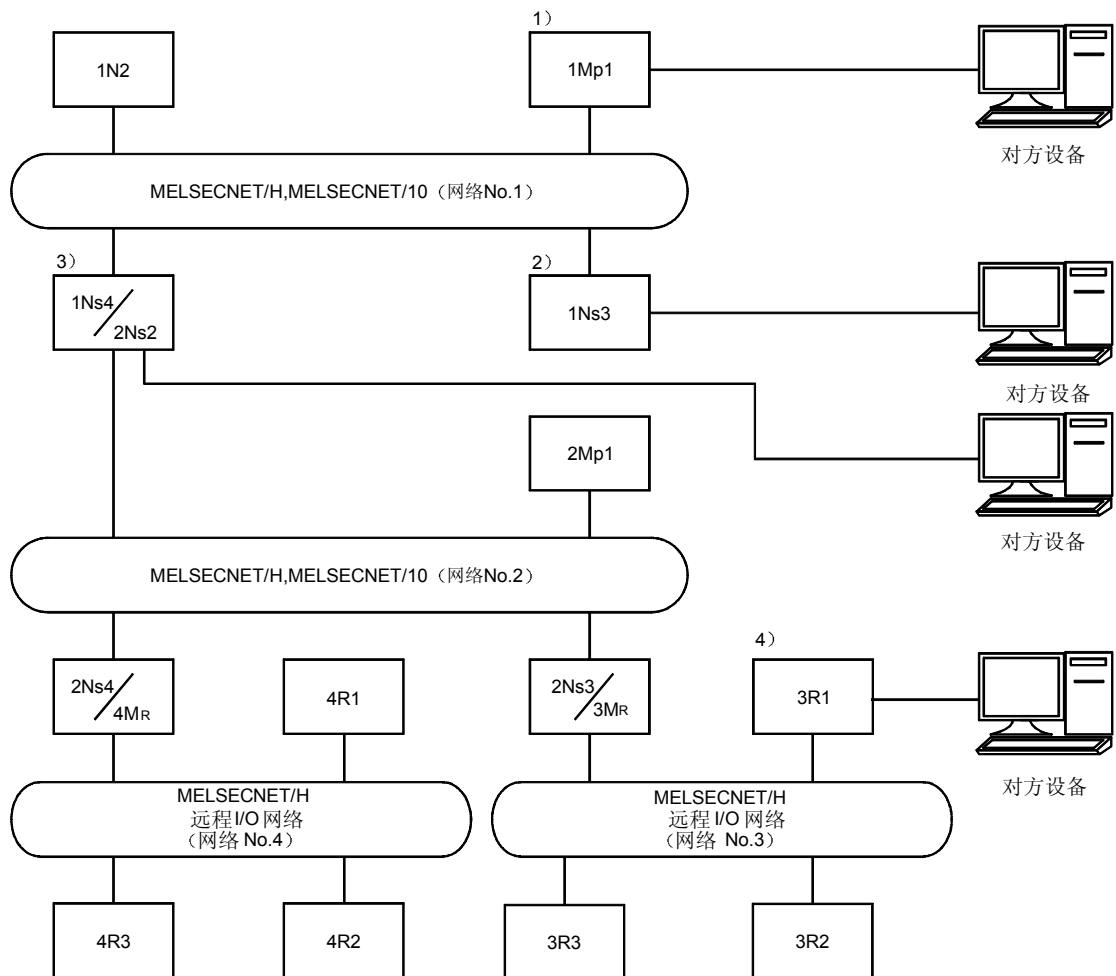 1）
1N2
1Mp1
对方设备
MELSECNET/H,MELSECNET/10（网络No.1）
3）
2）
1Ns4
2Ns2
1Ns3
对方设备
2Mp1
对方设备
MELSECNET/H,MELSECNET/10（网络No.2）
4）
2Ns4
4MR
4R1
2Ns3
3MR
3R1
对方设备
MELSECNET/H
远程I/O 网络
（网络 No.4）
MELSECNET/H
远程 I/O 网络
（网络 No.3）
4R3
4R2
3R3
3R2